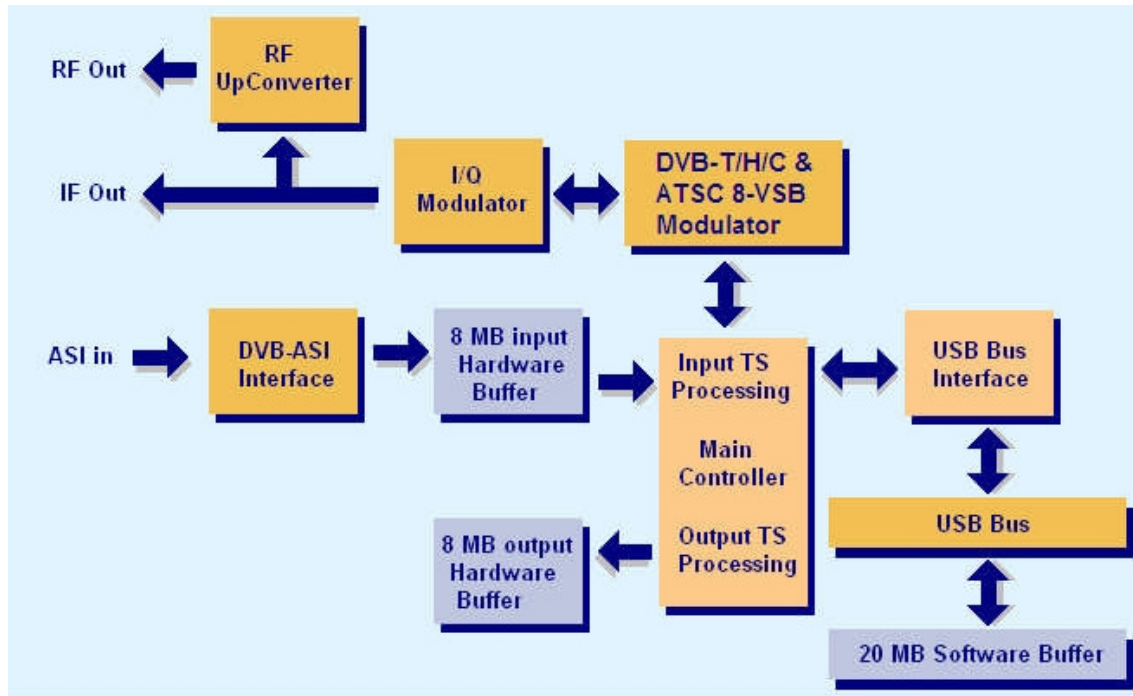 RF Out
RF
UpConverter
IF Out
I/Q
Modulator
DVB-T/H/C &
ATSC 8-VSB
Modulator
ASI in
DVB-ASI
Interface
8 MB input
Hardware
Buffer
Input TS
Processing
Main
Controller
Output TS
Processing
USB Bus
Interface
8 MB output
Hardware
Buffer
USB Bus
20 MB Software Buffer